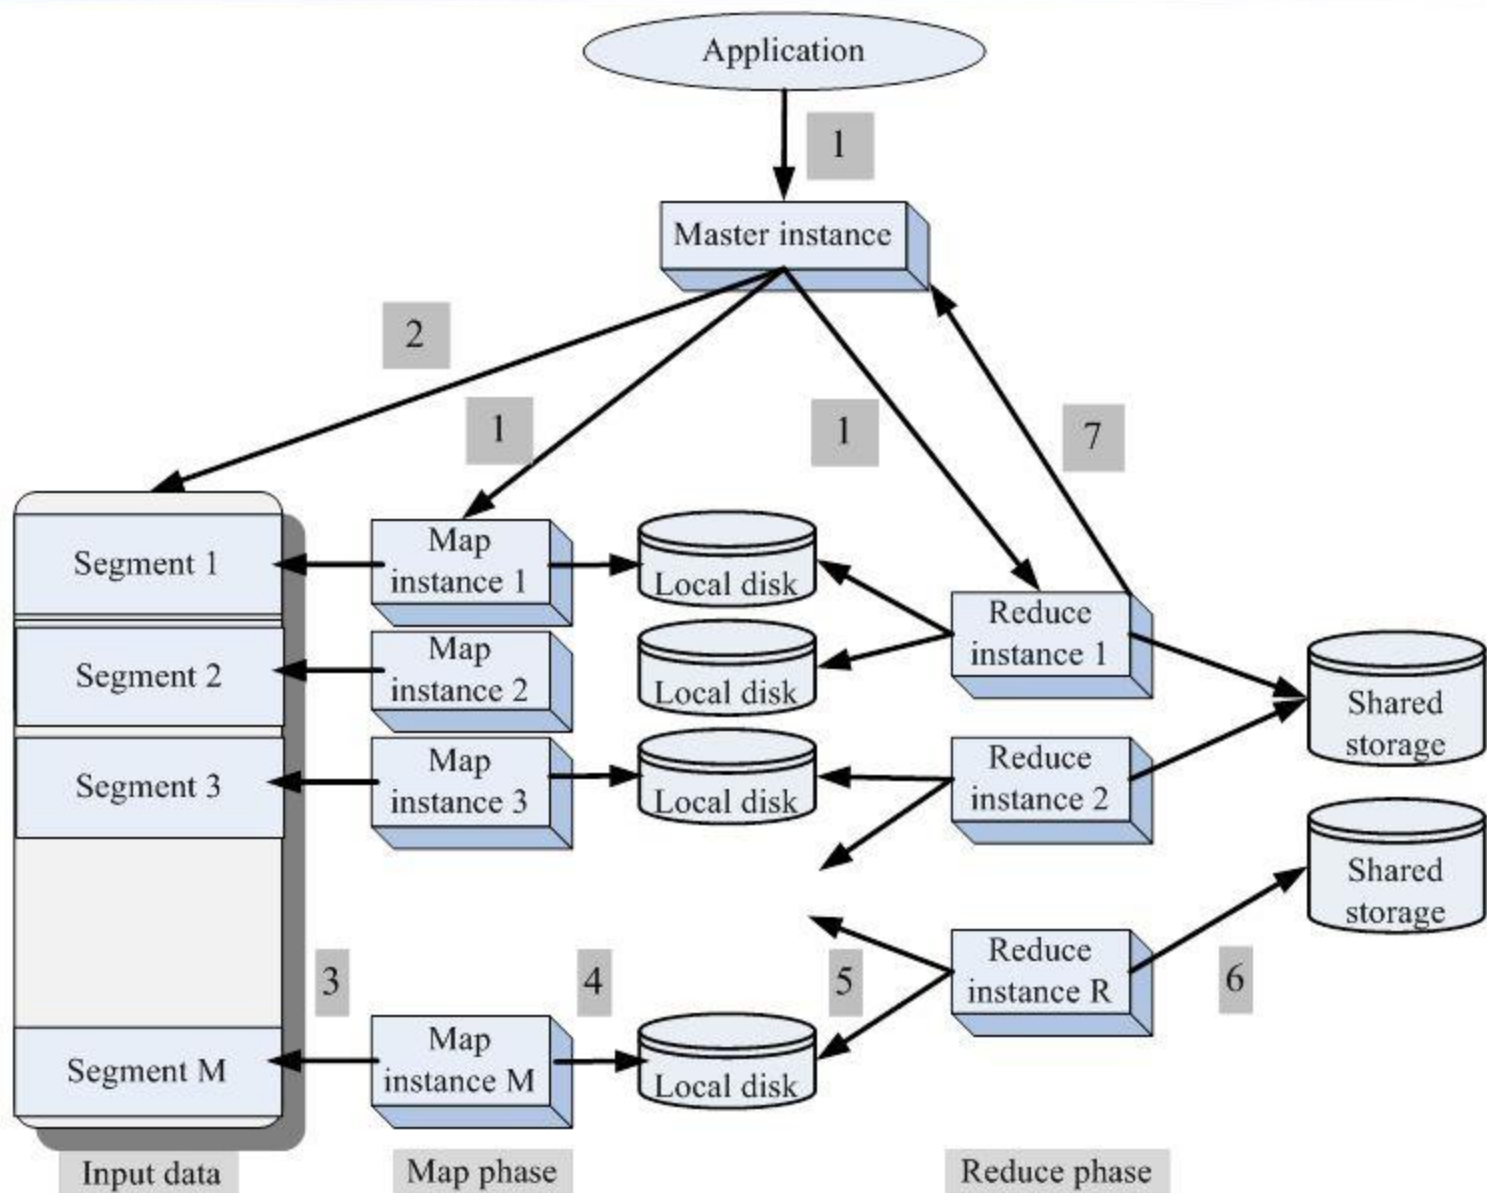 Application
1
Master instance
2
1
1
7
Segment 1
Map
instance 1
Local disk
Reduce
instance 1
Segment 2
Map
instance 2
Local disk
Shared
storage
Segment 3
Map
instance 3
Local disk
Reduce
instance 2
Shared
storage
3
4
5
Reduce
instance R
6
Segment M
Map
instance M
Local disk
Input data
Map phase
Reduce phase